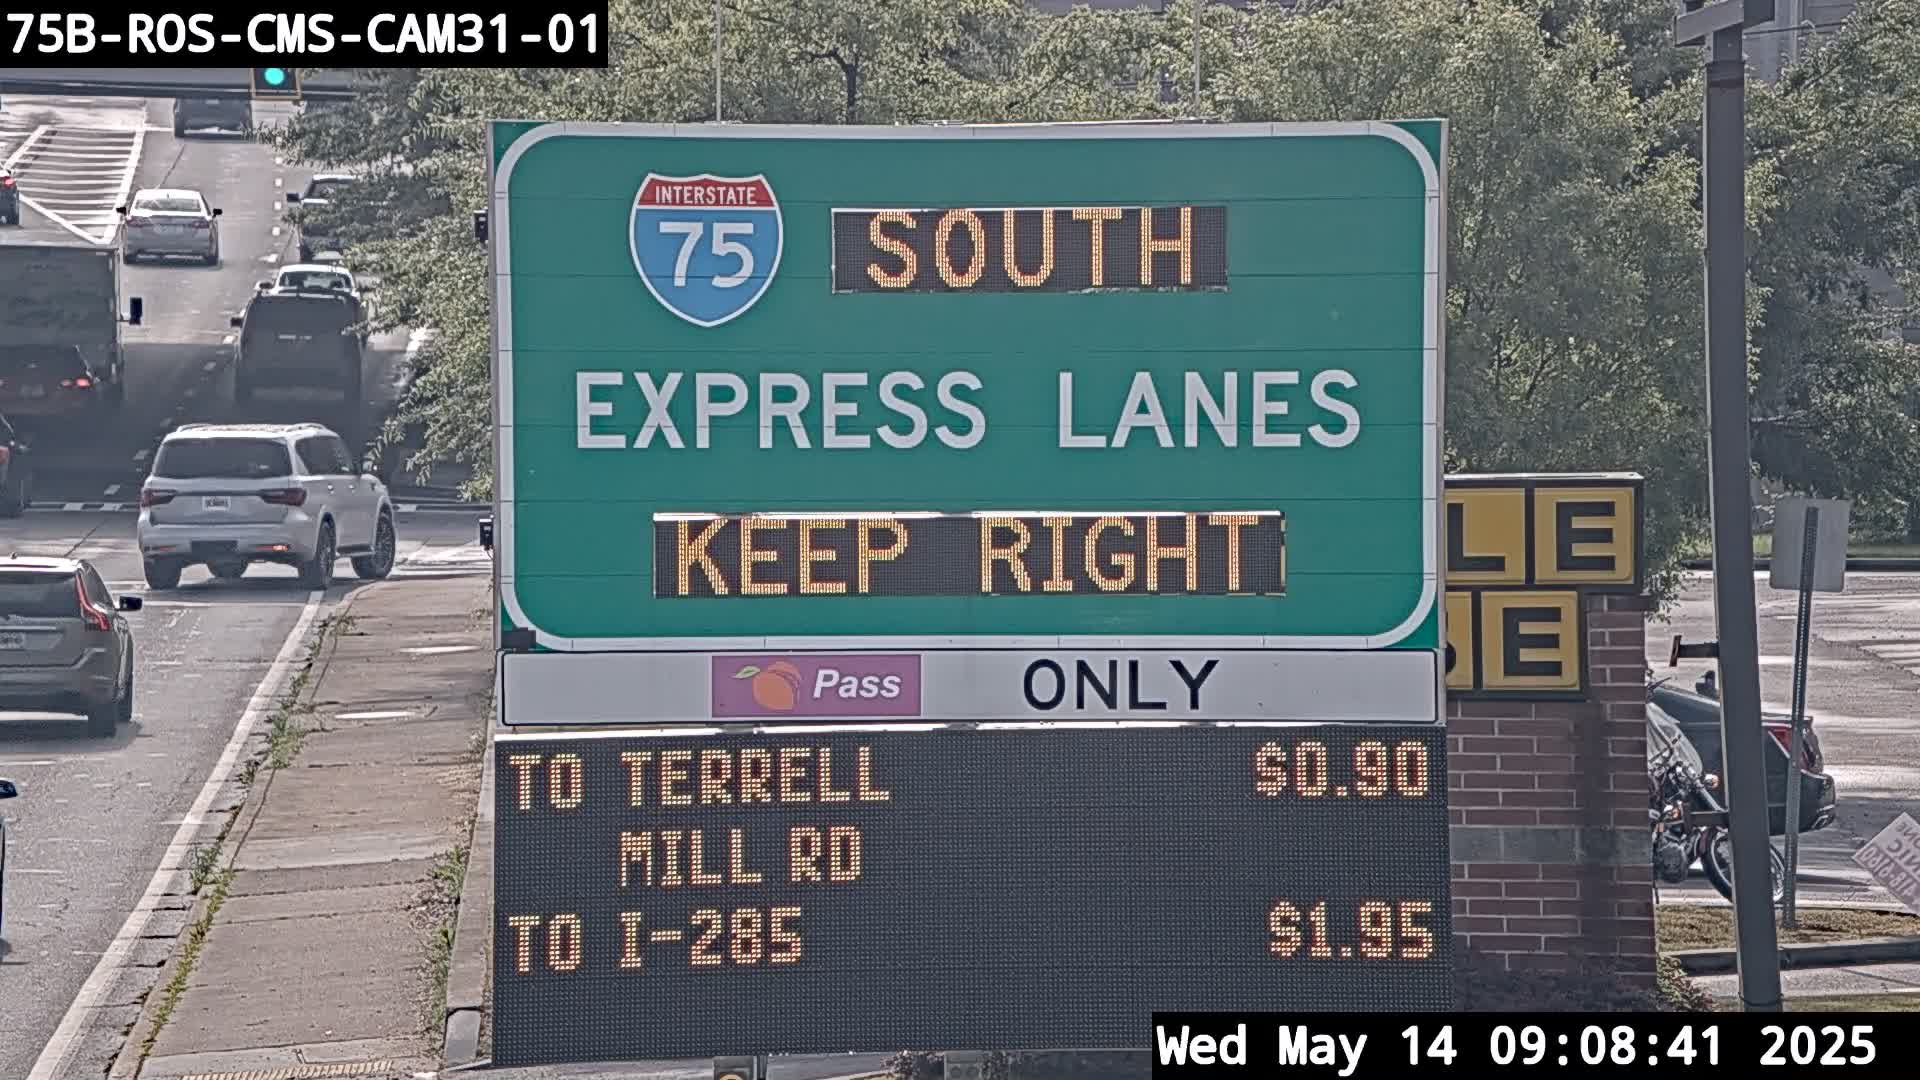 75B-ROS-CMS-CAM31-01
INTERSTATE
75
SOUTH
EXPRESS LANES
KEEP RIGHT
Pass ONLY
TO TERRELL $0.90
MILL RD
TO I-285 $1.95
LE
E
Wed May 14 09:08:41 2025